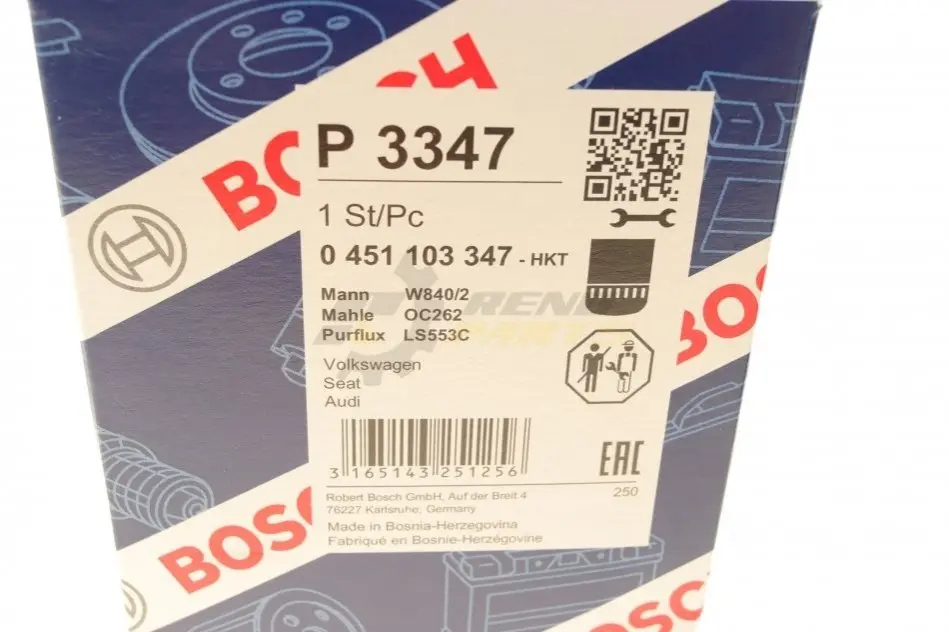 BOSCH
P 3347
1 St/Pc
0 451 103 347 - HKT
Mann W840/2
Mahle OC262
Purflux LS553C
Volkswagen
Seat
Audi
3 165143 251256
EAC
250
Robert Bosch GmbH, Auf der Breit 4
76227 Karlsruhe, Germany
Made in Bosnia-Herzegovina
Fabriqué en Bosnie-Herzégovine
BOSCH
BOSCH